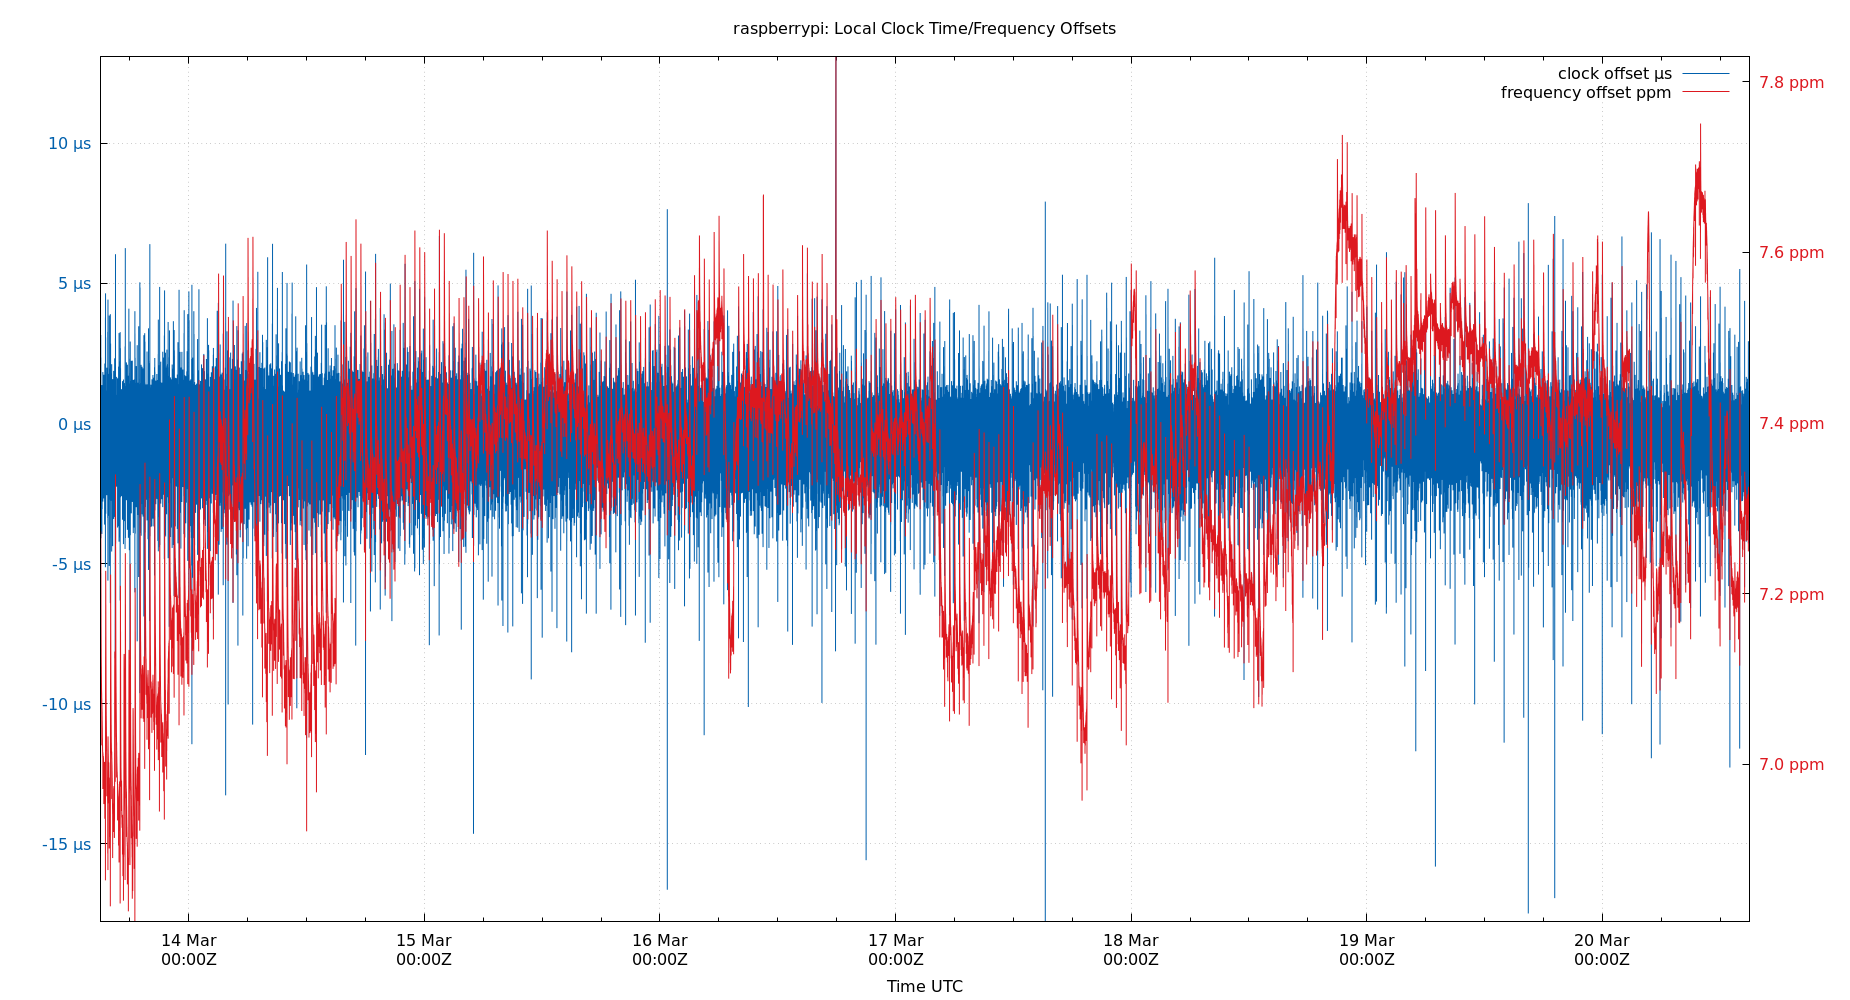 raspberrypi: Local Clock Time/Frequency Offsets
clock offset µs
frequency offset ppm
10 µs
5 µs
0 µs
-5 µs
-10 µs
-15 µs
7.8 ppm
7.6 ppm
7.4 ppm
7.2 ppm
7.0 ppm
14 Mar 15 Mar 16 Mar 17 Mar 18 Mar 19 Mar 20 Mar
00:00Z 00:00Z 00:00Z 00:00Z 00:00Z 00:00Z 00:00Z
Time UTC